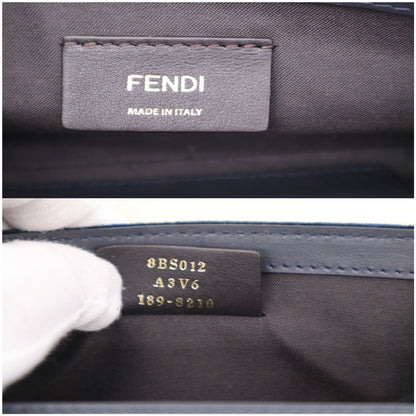 FENDI
MADE IN ITALY
8BS012
A3V6
189-8210